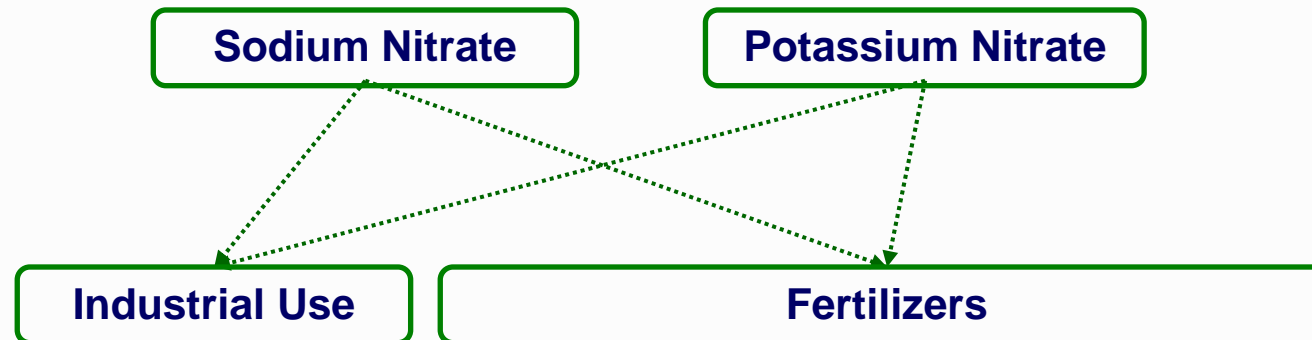 Sodium Nitrate
Potassium Nitrate
Industrial Use
Fertilizers